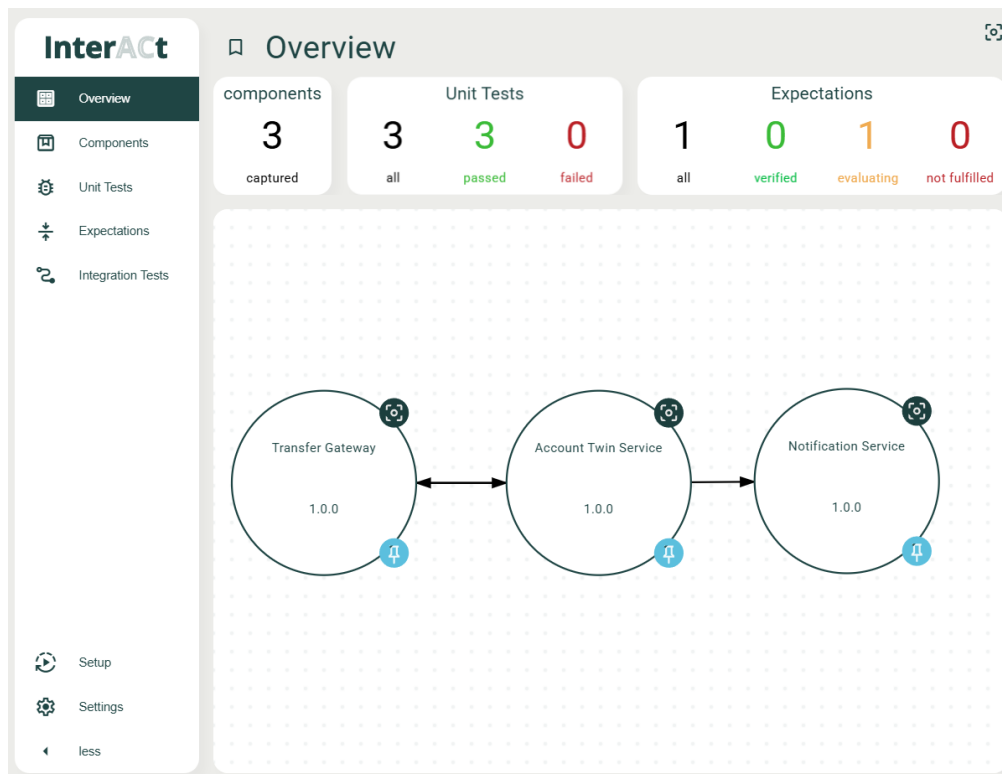 InterACt
Overview
Components
Unit Tests
Expectations
Integration Tests
Setup
Settings
less
Overview
components
3
captured
Unit Tests
3 3 0
all passed failed
Expectations
1 0 1 0
all verified evaluating not fulfilled
Transfer Gateway
1.0.0
Account Twin Service
1.0.0
Notification Service
1.0.0